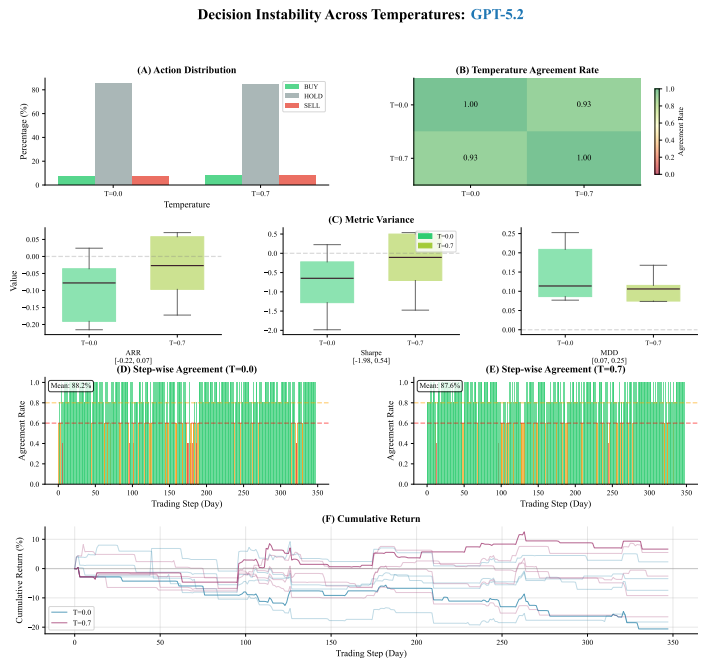 Decision Instability Across Temperatures: GPT-5.2
(A) Action Distribution
Percentage (%)
80
60
40
20
0
BUY
HOLD
SELL
T=0.0
T=0.7
Temperature
(B) Temperature Agreement Rate
T=0.0
T=0.7
1.00
0.93
0.93
1.00
T=0.0
T=0.7
1.0
0.8
0.6
0.4
0.2
0.0
Agreement Rate
(C) Metric Variance
Value
0.05
0.00
−0.05
−0.10
−0.15
−0.20
T=0.0
T=0.7
ARR
[-0.22, 0.07]
0.5
0.0
−0.5
−1.0
−1.5
−2.0
T=0.0
T=0.7
T=0.0
T=0.7
Sharpe
[-1.98, 0.54]
0.25
0.20
0.15
0.10
0.05
0.00
T=0.0
T=0.7
MDD
[0.07, 0.25]
(D) Step-wise Agreement (T=0.0)
Agreement Rate
1.0
0.8
0.6
0.4
0.2
0.0
Mean: 88.2%
0
50
100
150
200
250
300
350
Trading Step (Day)
(E) Step-wise Agreement (T=0.7)
Agreement Rate
1.0
0.8
0.6
0.4
0.2
0.0
Mean: 87.6%
0
50
100
150
200
250
300
350
Trading Step (Day)
(F) Cumulative Return
Cumulative Return (%)
10
0
−10
−20
T=0.0
T=0.7
0
50
100
150
200
250
300
350
Trading Step (Day)